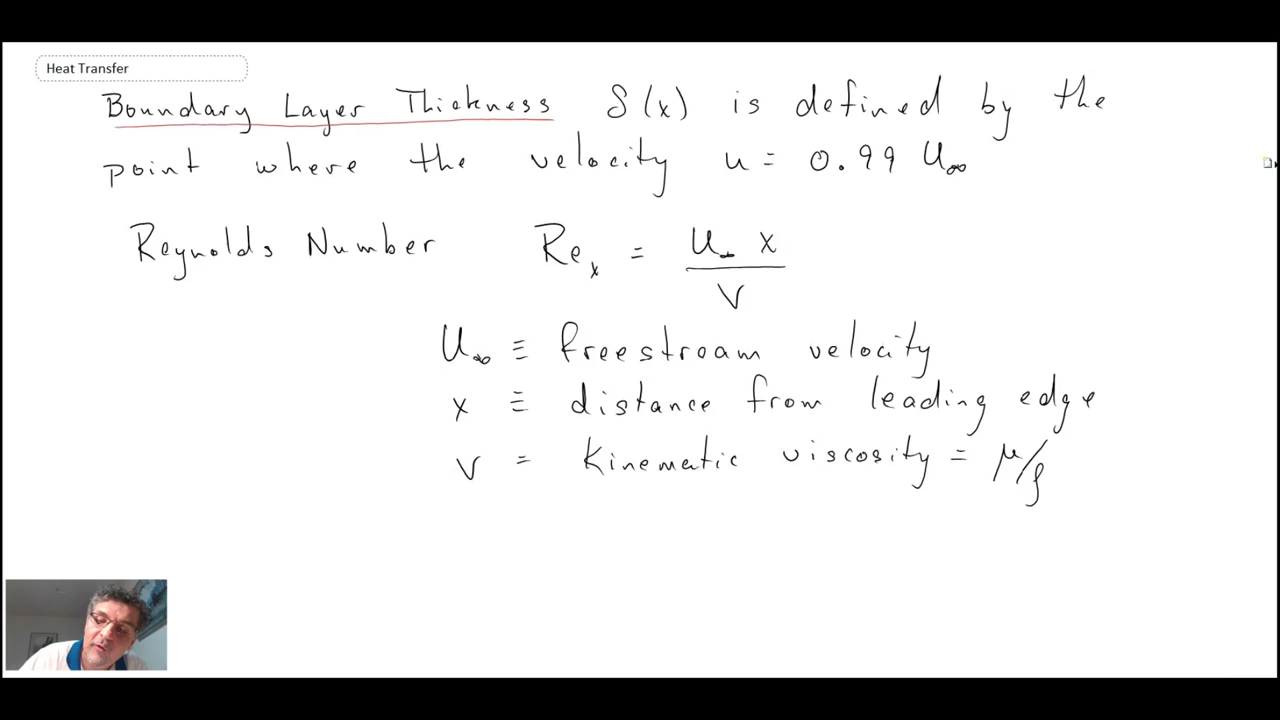 Heat Transfer
Boundary Layer Thickness δ(x) is defined by the
point where the velocity u = 0.99 U∞
Reynolds Number Reₓ = U∞ x / ν
U∞ ≡ freestream velocity
x ≡ distance from leading edge
ν = kinematic viscosity = μ/ρ